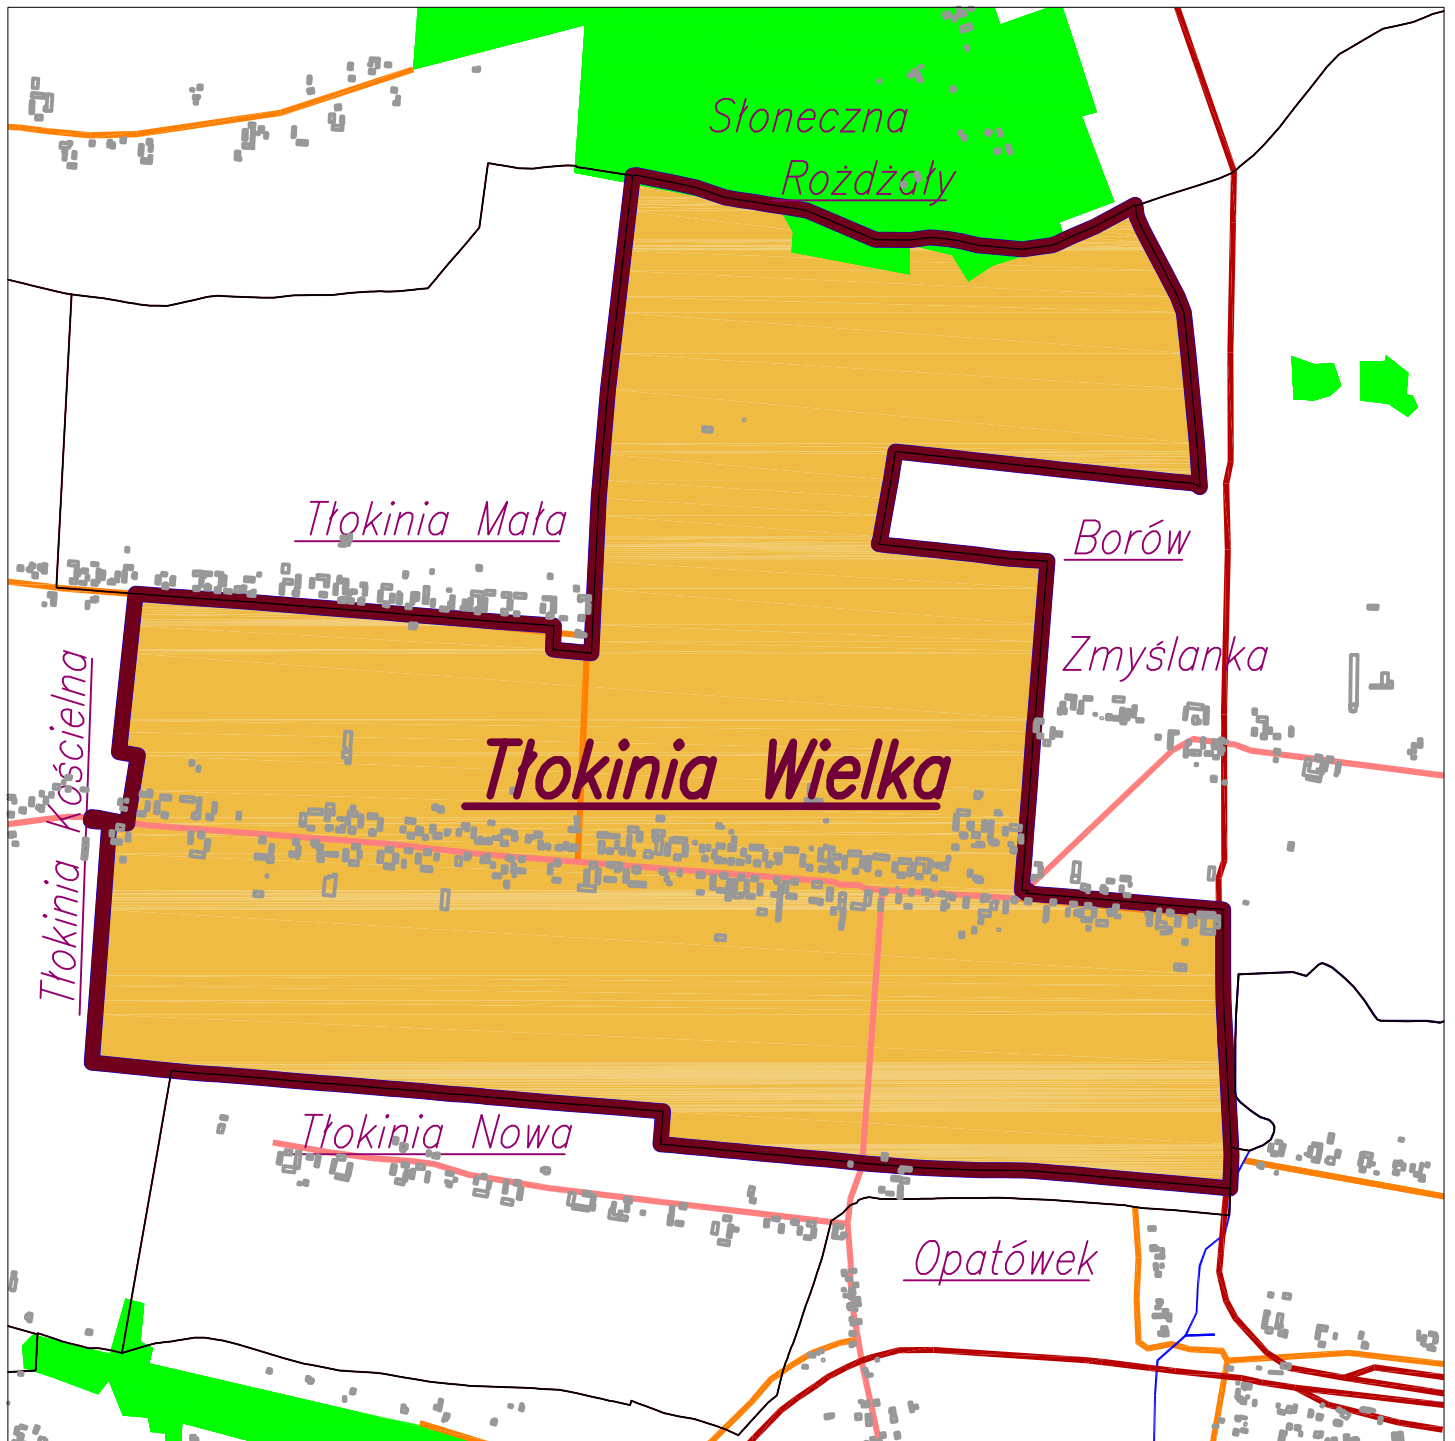 Słoneczna
Rożdżały
Tłokinia Mała
Borów
Zmyślanka
Tłokinia Kościelna
Tłokinia Wielka
Tłokinia Nowa
Opatówek